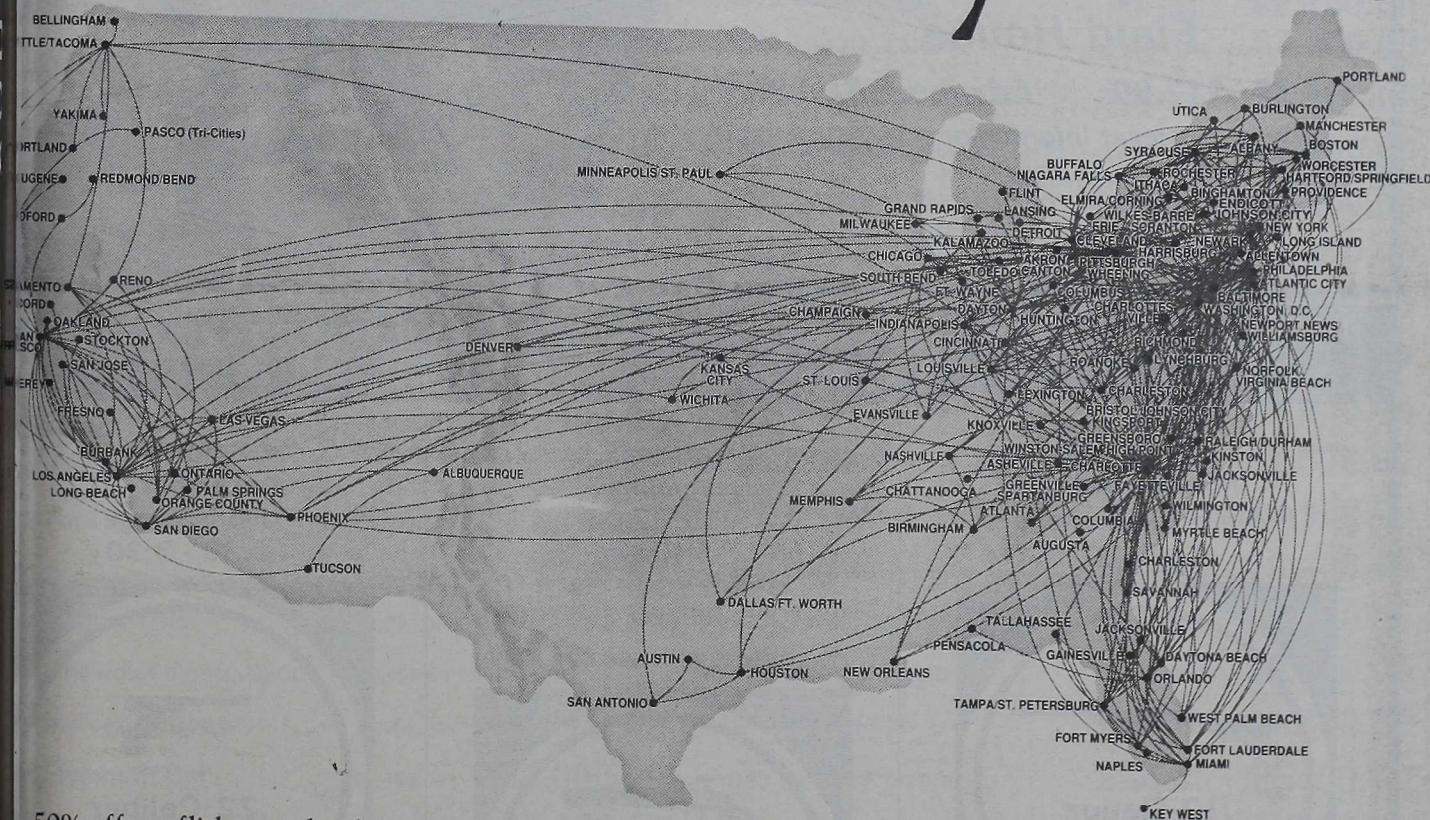 BELLINGHAM
TTLE/TACOMA
YAKIMA
PASCO (Tri-Cities)
ORTLAND
UGENE
REDMOND/BEND
DFORD
RENO
AMENTO
CORD
OAKLAND
AN
SCO
STOCKTON
SAN JOSE
EREY
FRESNO
LAS VEGAS
BURBANK
LOS ANGELES
ONTARIO
LONG BEACH
PALM SPRINGS
ORANGE COUNTY
SAN DIEGO
PHOENIX
TUCSON
ALBUQUERQUE
DENVER
MINNEAPOLIS/ST. PAUL
KANSAS
CITY
WICHITA
DALLAS/FT. WORTH
AUSTIN
HOUSTON
SAN ANTONIO
NEW ORLEANS
PENSACOLA
TALLAHASSEE
MEMPHIS
BIRMINGHAM
CHATTANOOGA
NASHVILLE
KNOXVILLE
EVANSVILLE
ST. LOUIS
LOUISVILLE
LEXINGTON
CINCINNATI
INDIANAPOLIS
CHAMPAIGN
DAYTON
FT. WAYNE
SOUTH BEND
CHICAGO
KALAMAZOO
MILWAUKEE
GRAND RAPIDS
LANSING
FLINT
DETROIT
TOLEDO
AKRON
CANTON
CLEVELAND
PITTSBURGH
WHEELING
COLUMBUS
HUNTINGTON
CHARLOTTES
VILLE
ERIE
BUFFALO
NIAGARA FALLS
ROCHESTER
SYRACUSE
UTICA
ITHACA
ELMIRA/CORNING
BINGHAMTON
ENDICOTT
JOHNSON CITY
WILKES-BARRE
SCRANTON
BURLINGTON
PORTLAND
MANCHESTER
ALBANY
BOSTON
WORCESTER
HARTFORD/SPRINGFIELD
PROVIDENCE
NEW YORK
NEWARK
LONG ISLAND
HARRISBURG
ALLENTOWN
PHILADELPHIA
ATLANTIC CITY
BALTIMORE
WASHINGTON, D.C.
NEWPORT NEWS
WILLIAMSBURG
RICHMOND
LYNCHBURG
ROANOKE
NORFOLK
VIRGINIA BEACH
CHARLESTON
BRISTOL/JOHNSON CITY
KINGSPORT
GREENSBORO
HIGH POINT
WINSTON-SALEM
RALEIGH/DURHAM
KINSTON
JACKSONVILLE
ASHEVILLE
CHARLOTTE
FAYETTEVILLE
GREENVILLE
SPARTANBURG
ATLANTA
COLUMBIA
AUGUSTA
WILMINGTON
MYRTLE BEACH
CHARLESTON
SAVANNAH
JACKSONVILLE
GAINESVILLE
DAYTONA BEACH
ORLANDO
TAMPA/ST. PETERSBURG
WEST PALM BEACH
FORT MYERS
FORT LAUDERDALE
NAPLES
MIAMI
KEY WEST